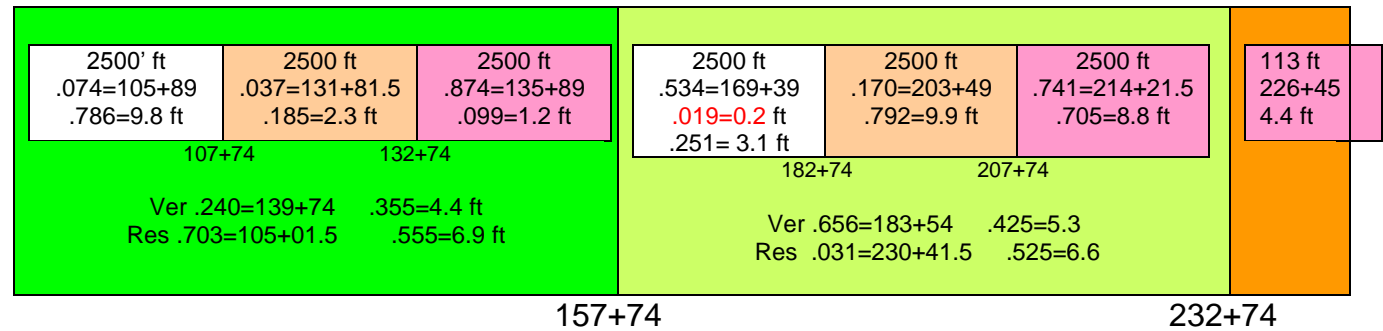 2500' ft
.074=105+89
.786=9.8 ft
2500 ft
.037=131+81.5
.185=2.3 ft
2500 ft
.874=135+89
.099=1.2 ft
107+74
132+74
Ver .240=139+74 .355=4.4 ft
Res .703=105+01.5 .555=6.9 ft
2500 ft
.534=169+39
.019=0.2 ft
.251= 3.1 ft
2500 ft
.170=203+49
.792=9.9 ft
2500 ft
.741=214+21.5
.705=8.8 ft
182+74
207+74
Ver .656=183+54 .425=5.3
Res .031=230+41.5 .525=6.6
113 ft
226+45
4.4 ft
157+74
232+74